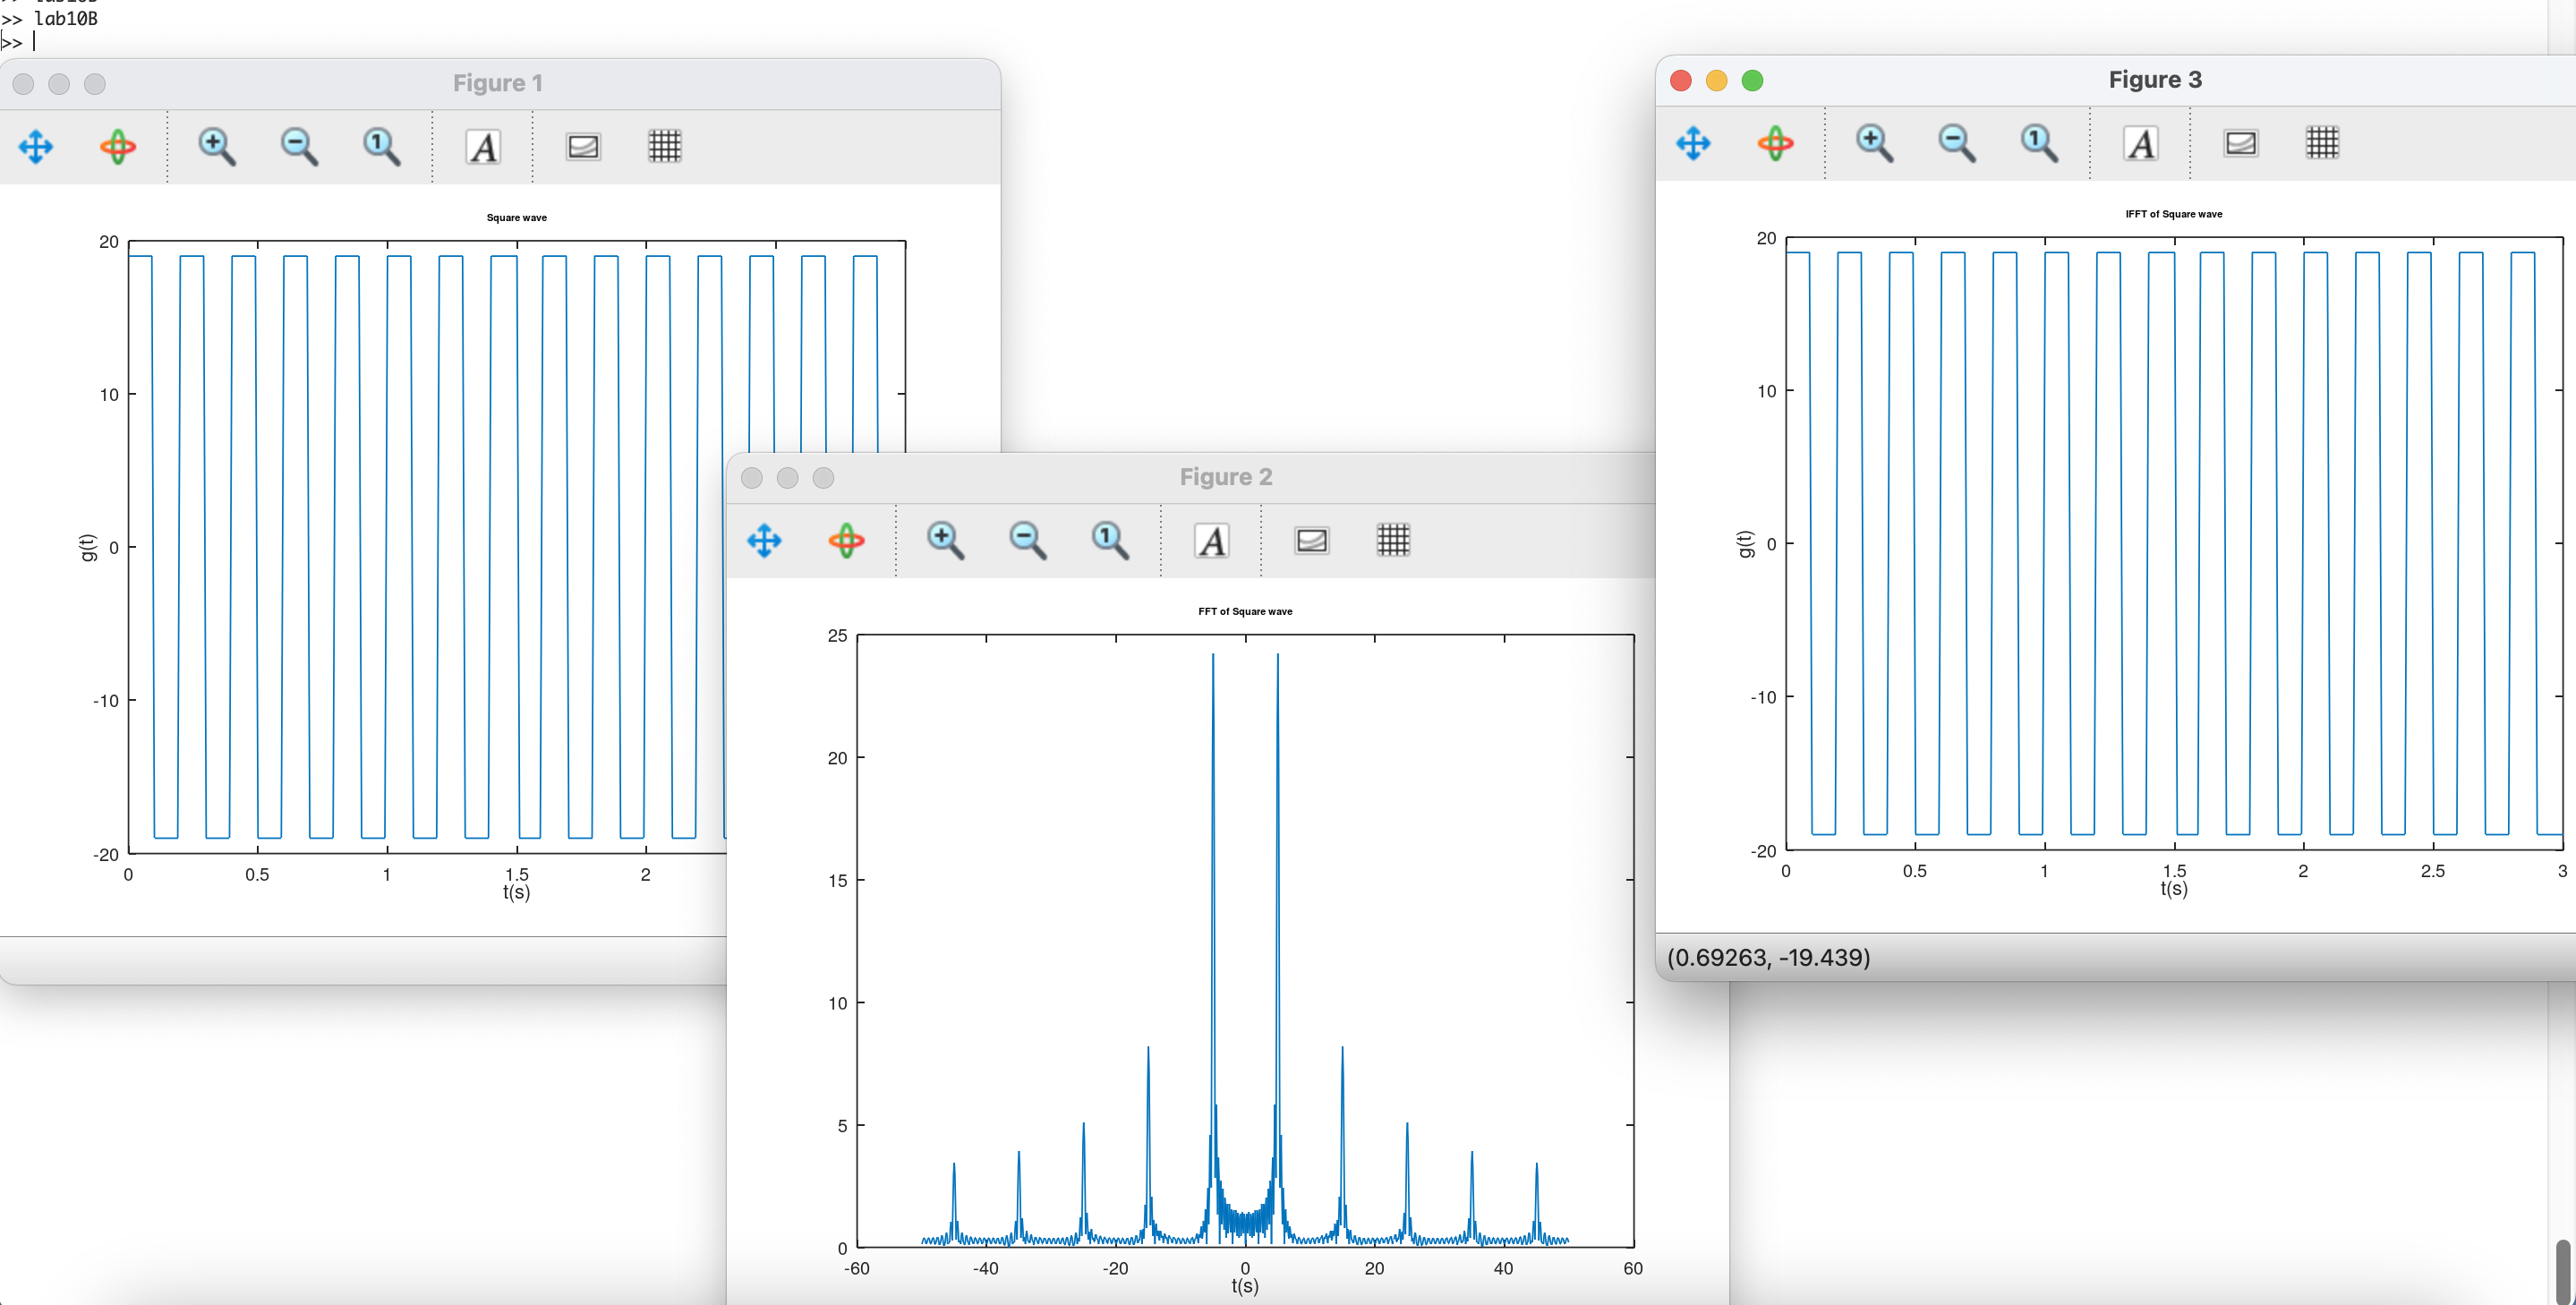 >> lab10B
>>
Figure 1
Square wave
20
10
0
-10
-20
g(t)
0 0.5 1 1.5 2
t(s)
Figure 2
FFT of Square wave
25
20
15
10
5
0
-60 -40 -20 0 20 40 60
t(s)
Figure 3
IFFT of Square wave
20
10
0
-10
-20
g(t)
0 0.5 1 1.5 2 2.5 3
t(s)
(0.69263, -19.439)